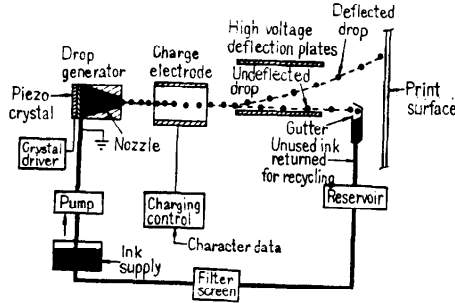 Deflected
drop
High voltage
deflection plates
Drop
generator
Charge
electrode
Undeflected
drop
Piezo
crystal
Print
surface
Gutter
Nozzle
Unused ink
returned
for recycling
Crystal
driver
Pump
Charging
control
Reservoir
Character data
Ink
supply
Filter
screen